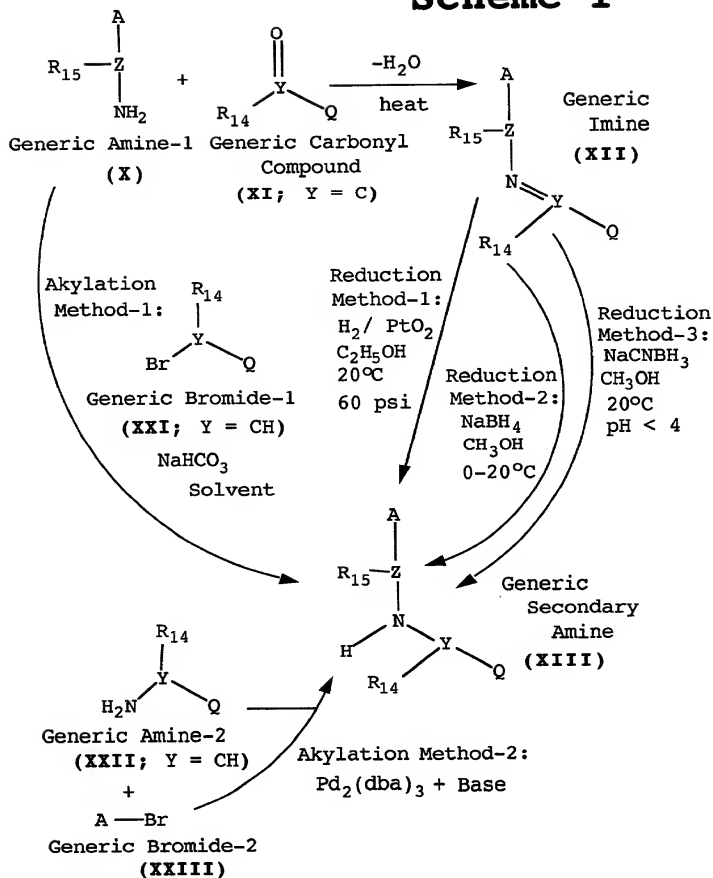 Scheme 1
A
R15
Z
NH2
+
O
Y
R14
Q
-H2O
heat
A
R15
Z
N
Y
R14
Q
Generic
Imine
(XII)
Generic Amine-1
(X)
Generic Carbonyl
Compound
(XI; Y = C)
Akylation
Method-1:
R14
Br
Y
Q
Generic Bromide-1
(XXI; Y = CH)
NaHCO3
Solvent
Reduction
Method-1:
H2/ PtO2
C2H5OH
20ºC
60 psi
Reduction
Method-2:
NaBH4
CH3OH
0-20ºC
Reduction
Method-3:
NaCNBH3
CH3OH
20ºC
pH < 4
A
R15
Z
N
H
Y
R14
Q
Generic
Secondary
Amine
(XIII)
R14
Y
H2N
Q
Generic Amine-2
(XXII; Y = CH)
+
A — Br
Generic Bromide-2
(XXIII)
Akylation Method-2:
Pd2(dba)3 + Base